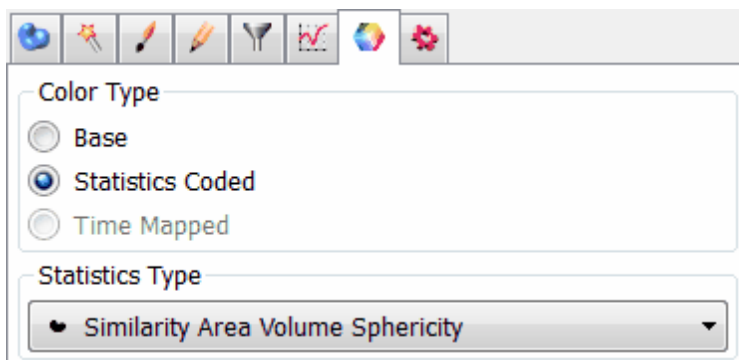 Color Type
Base
Statistics Coded
Time Mapped
Statistics Type
Similarity Area Volume Sphericity